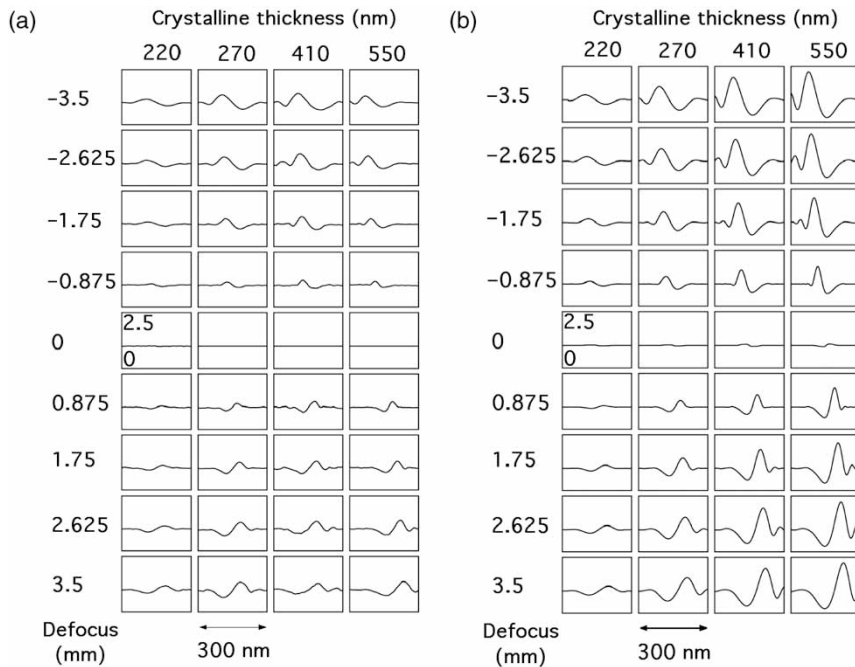 (a)
Crystalline thickness (nm)
220 270 410 550
−3.5
−2.625
−1.75
−0.875
0
2.5
0
0.875
1.75
2.625
3.5
Defocus
(mm)
300 nm
(b)
Crystalline thickness (nm)
220 270 410 550
−3.5
−2.625
−1.75
−0.875
0
2.5
0
0.875
1.75
2.625
3.5
Defocus
(mm)
300 nm